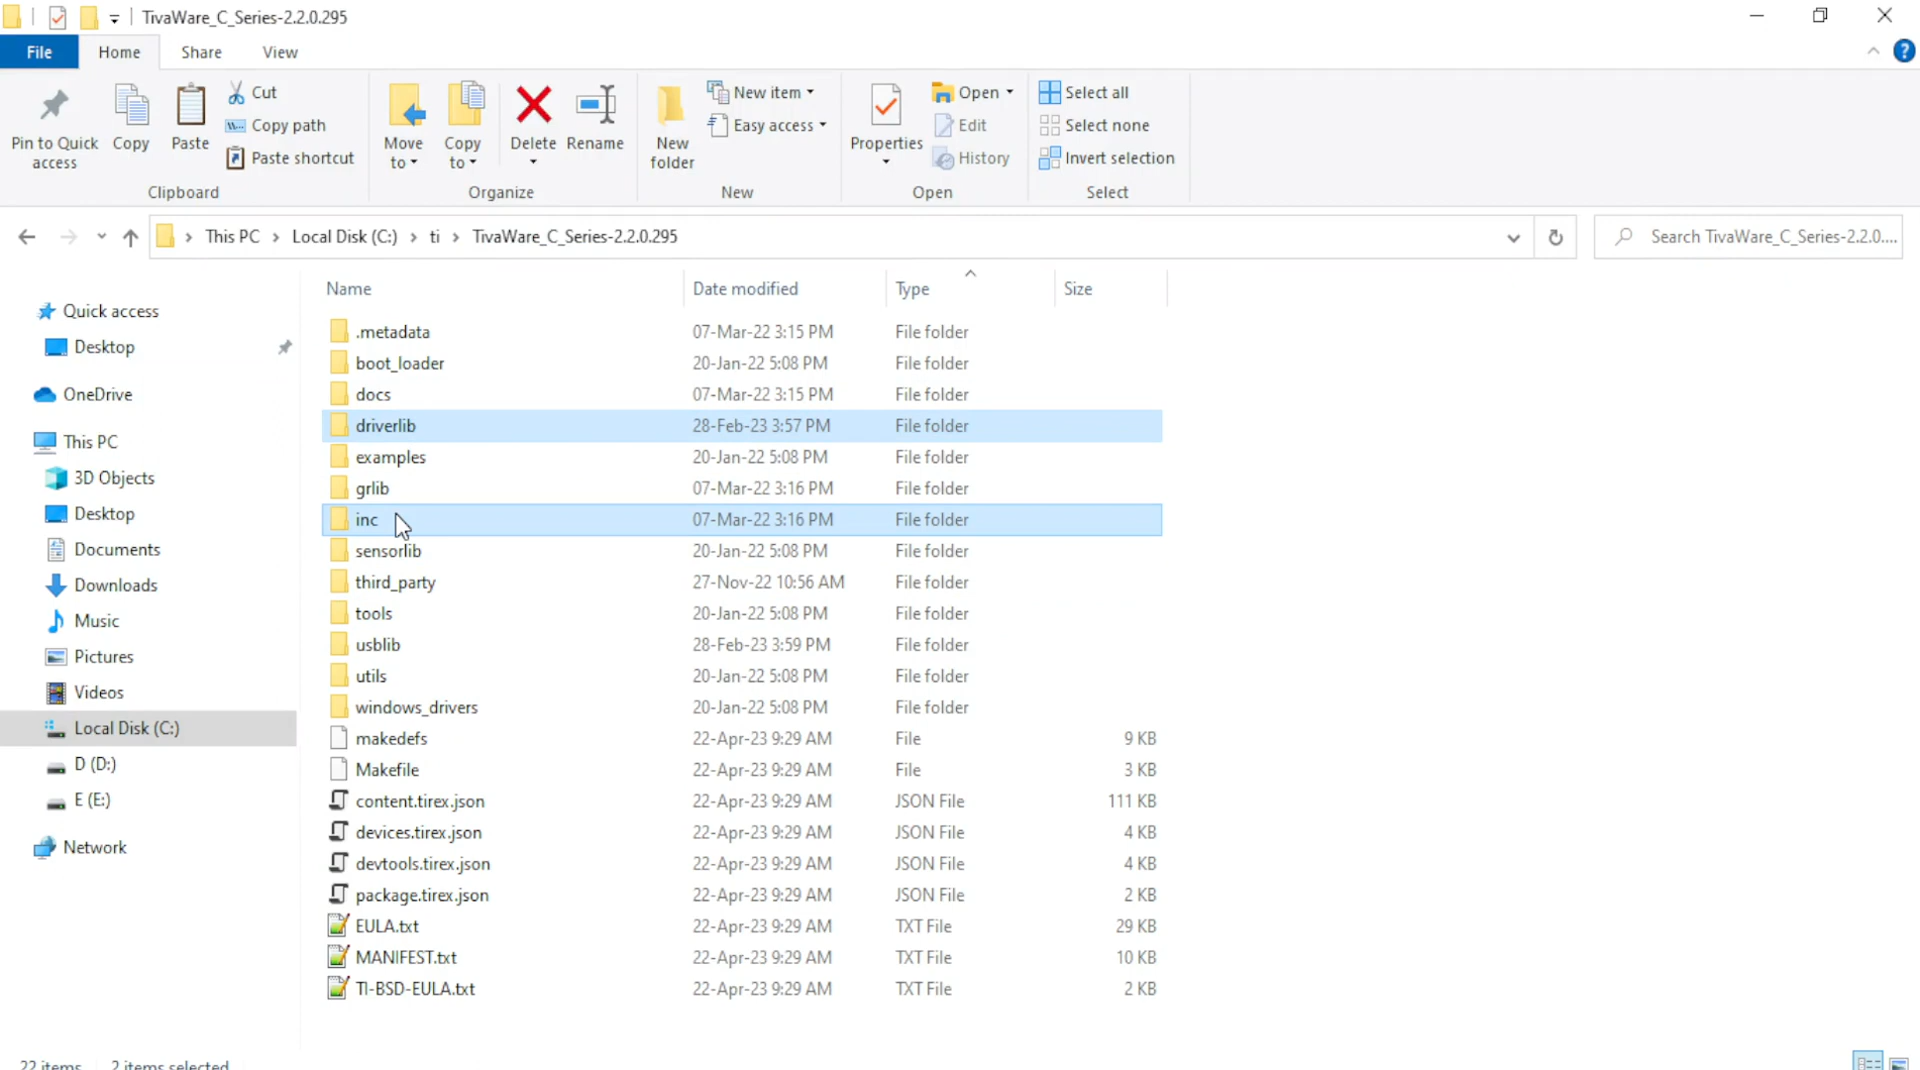 TivaWare_C_Series-2.2.0.295
File Home Share View
Pin to Quick access
Copy
Paste
Cut
Copy path
Paste shortcut
Clipboard
Move to
Copy to
Delete
Rename
Organize
New folder
New item
Easy access
New
Properties
Open
Edit
History
Open
Select all
Select none
Invert selection
Select
This PC > Local Disk (C:) > ti > TivaWare_C_Series-2.2.0.295
Search TivaWare_C_Series-2.2.0....
Quick access
Desktop
OneDrive
This PC
3D Objects
Desktop
Documents
Downloads
Music
Pictures
Videos
Local Disk (C:)
D (D:)
E (E:)
Network
Name Date modified Type Size
.metadata 07-Mar-22 3:15 PM File folder
boot_loader 20-Jan-22 5:08 PM File folder
docs 07-Mar-22 3:15 PM File folder
driverlib 28-Feb-23 3:57 PM File folder
examples 20-Jan-22 5:08 PM File folder
grlib 07-Mar-22 3:16 PM File folder
inc 07-Mar-22 3:16 PM File folder
sensorlib 20-Jan-22 5:08 PM File folder
third_party 27-Nov-22 10:56 AM File folder
tools 20-Jan-22 5:08 PM File folder
usblib 28-Feb-23 3:59 PM File folder
utils 20-Jan-22 5:08 PM File folder
windows_drivers 20-Jan-22 5:08 PM File folder
makedefs 22-Apr-23 9:29 AM File 9 KB
Makefile 22-Apr-23 9:29 AM File 3 KB
content.tirex.json 22-Apr-23 9:29 AM JSON File 111 KB
devices.tirex.json 22-Apr-23 9:29 AM JSON File 4 KB
devtools.tirex.json 22-Apr-23 9:29 AM JSON File 4 KB
package.tirex.json 22-Apr-23 9:29 AM JSON File 2 KB
EULA.txt 22-Apr-23 9:29 AM TXT File 29 KB
MANIFEST.txt 22-Apr-23 9:29 AM TXT File 10 KB
TI-BSD-EULA.txt 22-Apr-23 9:29 AM TXT File 2 KB
22 items 2 items selected